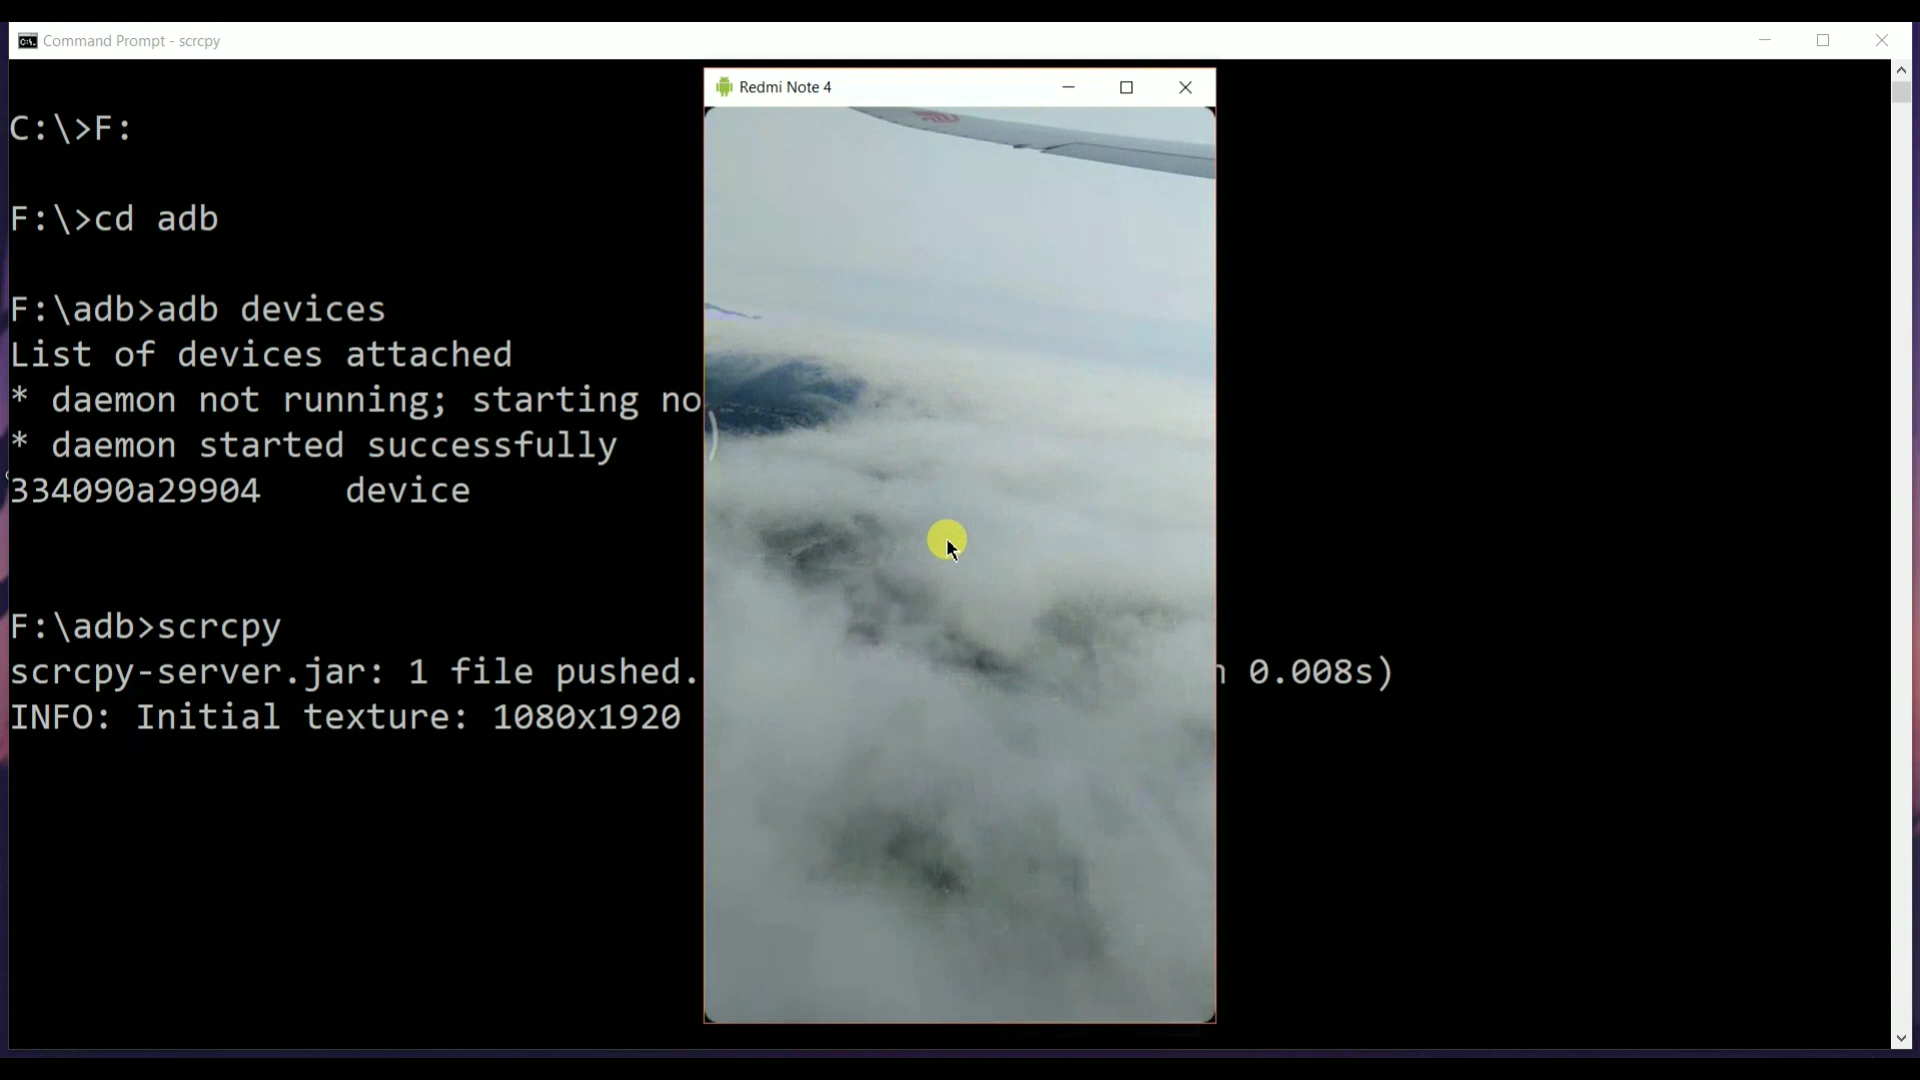 Command Prompt - scrcpy
Redmi Note 4
C:\>F:
F:\>cd adb
F:\adb>adb devices
List of devices attached
* daemon not running; starting no
* daemon started successfully
334090a29904    device
F:\adb>scrcpy
scrcpy-server.jar: 1 file pushed. 0.008s)
INFO: Initial texture: 1080x1920